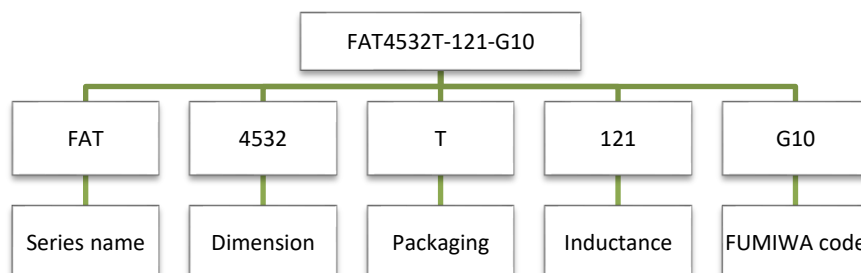 FAT4532T-121-G10
FAT
4532
T
121
G10
Series name
Dimension
Packaging
Inductance
FUMIWA code